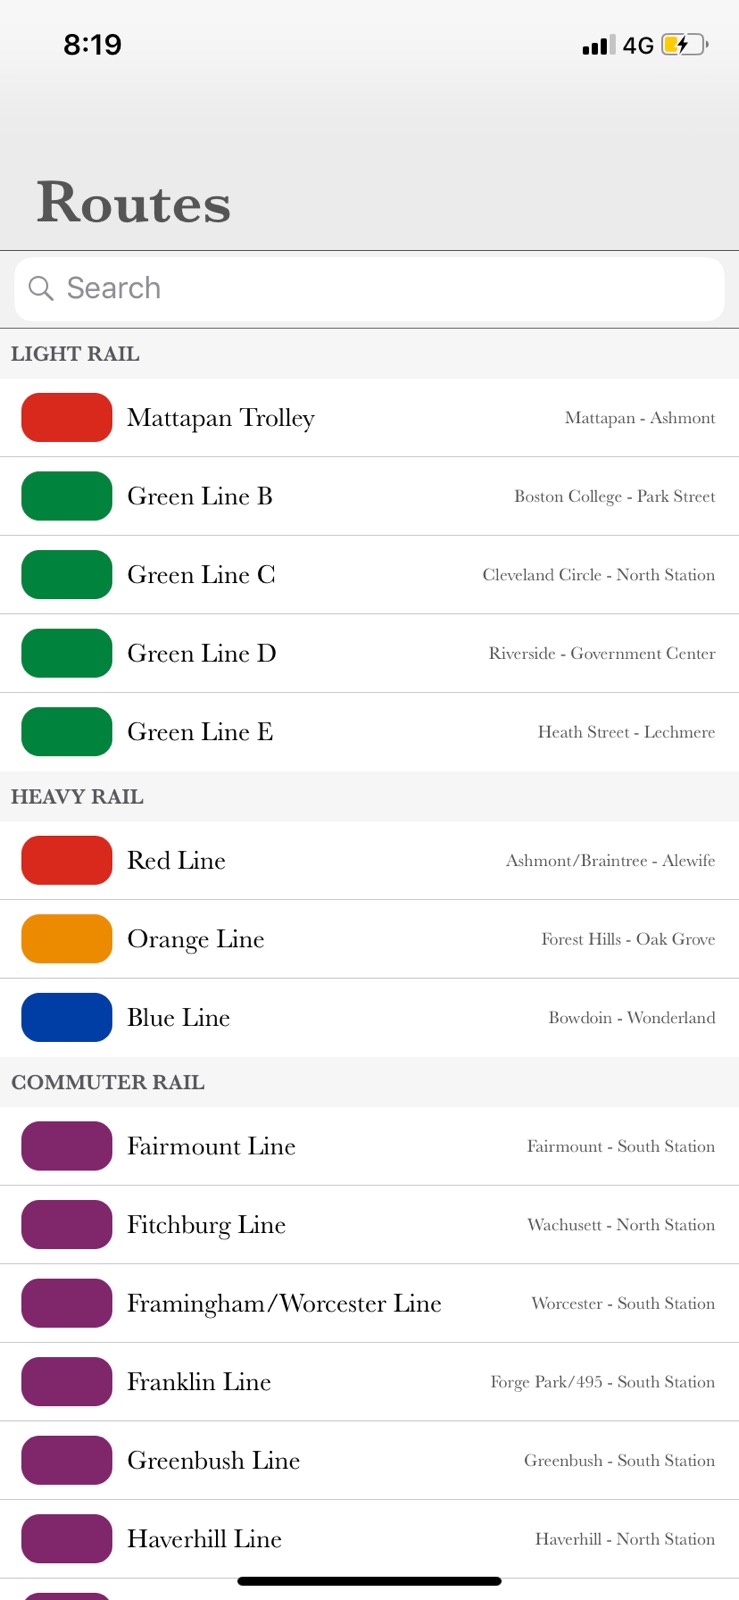 8:19 4G
Routes
Search
LIGHT RAIL
Mattapan Trolley Mattapan - Ashmont
Green Line B Boston College - Park Street
Green Line C Cleveland Circle - North Station
Green Line D Riverside - Government Center
Green Line E Heath Street - Lechmere
HEAVY RAIL
Red Line Ashmont/Braintree - Alewife
Orange Line Forest Hills - Oak Grove
Blue Line Bowdoin - Wonderland
COMMUTER RAIL
Fairmount Line Fairmount - South Station
Fitchburg Line Wachusett - North Station
Framingham/Worcester Line Worcester - South Station
Franklin Line Forge Park/495 - South Station
Greenbush Line Greenbush - South Station
Haverhill Line Haverhill - North Station